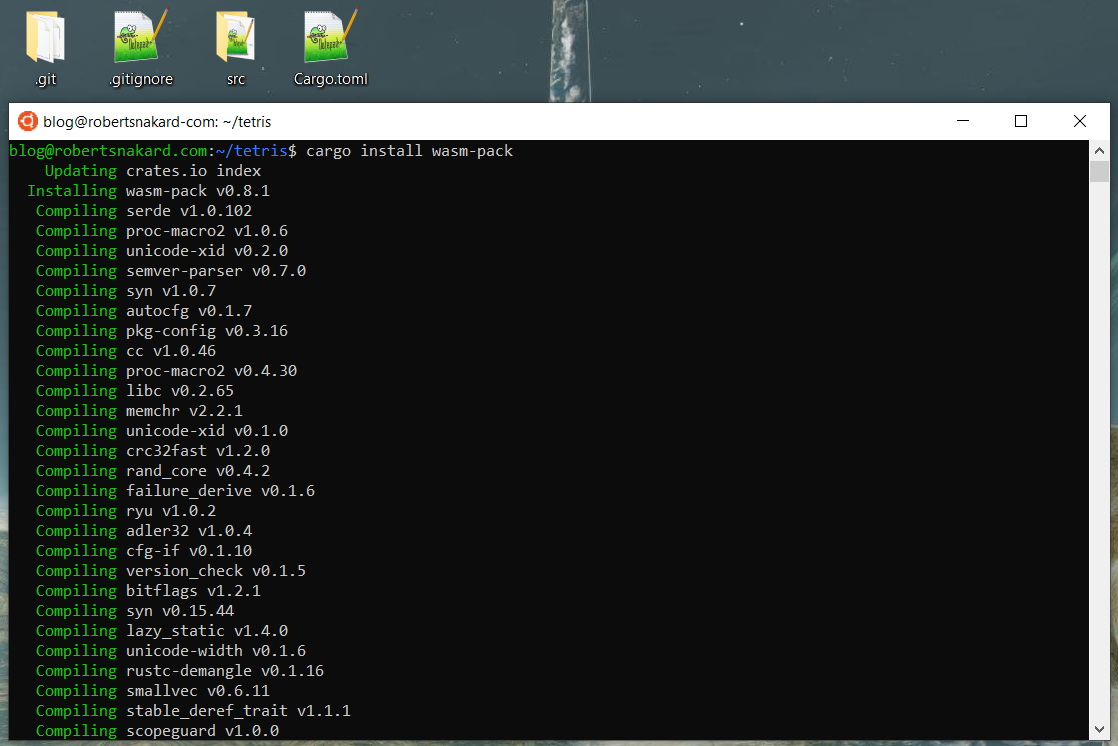 .git .gitignore src Cargo.toml
blog@robertsnakard-com: ~/tetris
blog@robertsnakard.com:~/tetris$ cargo install wasm-pack
Updating crates.io index
Installing wasm-pack v0.8.1
Compiling serde v1.0.102
Compiling proc-macro2 v1.0.6
Compiling unicode-xid v0.2.0
Compiling semver-parser v0.7.0
Compiling syn v1.0.7
Compiling autocfg v0.1.7
Compiling pkg-config v0.3.16
Compiling cc v1.0.46
Compiling proc-macro2 v0.4.30
Compiling libc v0.2.65
Compiling memchr v2.2.1
Compiling unicode-xid v0.1.0
Compiling crc32fast v1.2.0
Compiling rand_core v0.4.2
Compiling failure_derive v0.1.6
Compiling ryu v1.0.2
Compiling adler32 v1.0.4
Compiling cfg-if v0.1.10
Compiling version_check v0.1.5
Compiling bitflags v1.2.1
Compiling syn v0.15.44
Compiling lazy_static v1.4.0
Compiling unicode-width v0.1.6
Compiling rustc-demangle v0.1.16
Compiling smallvec v0.6.11
Compiling stable_deref_trait v1.1.1
Compiling scopeguard v1.0.0